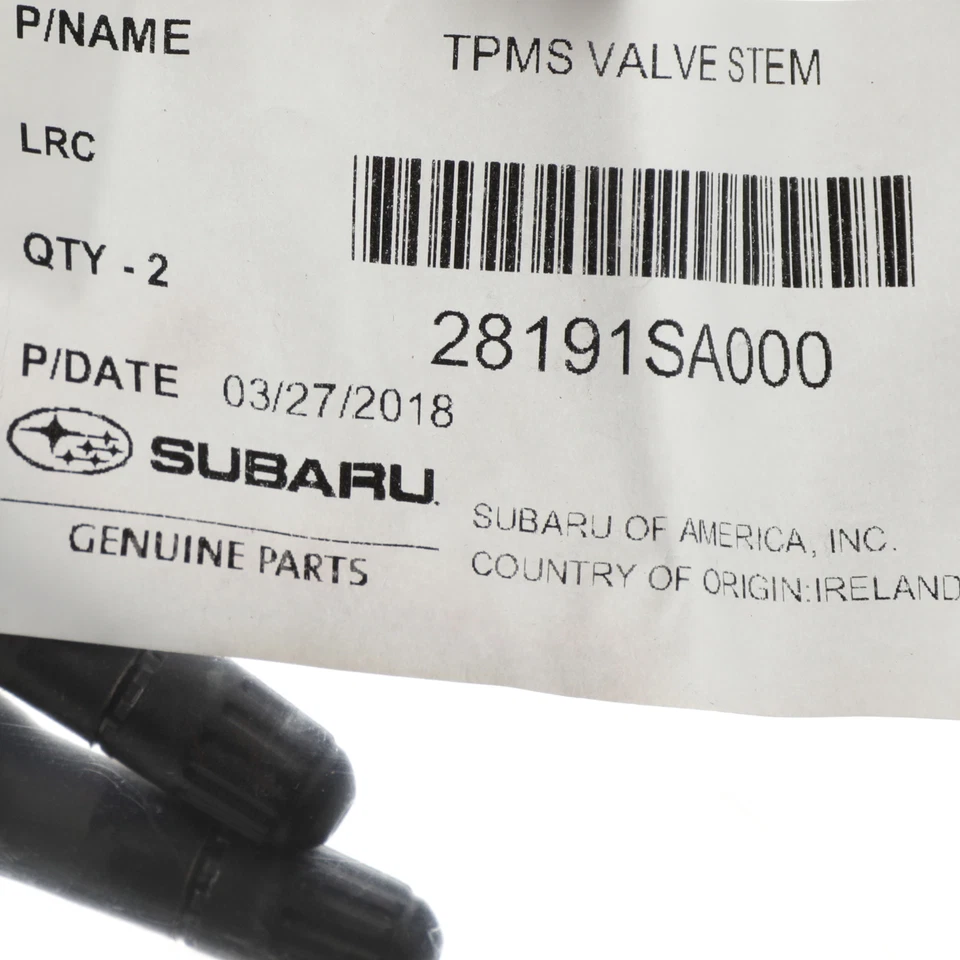 P/NAME TPMS VALVE STEM
LRC
QTY - 2
28191SA000
P/DATE 03/27/2018
SUBARU.
GENUINE PARTS
SUBARU OF AMERICA, INC.
COUNTRY OF ORIGIN:IRELAND